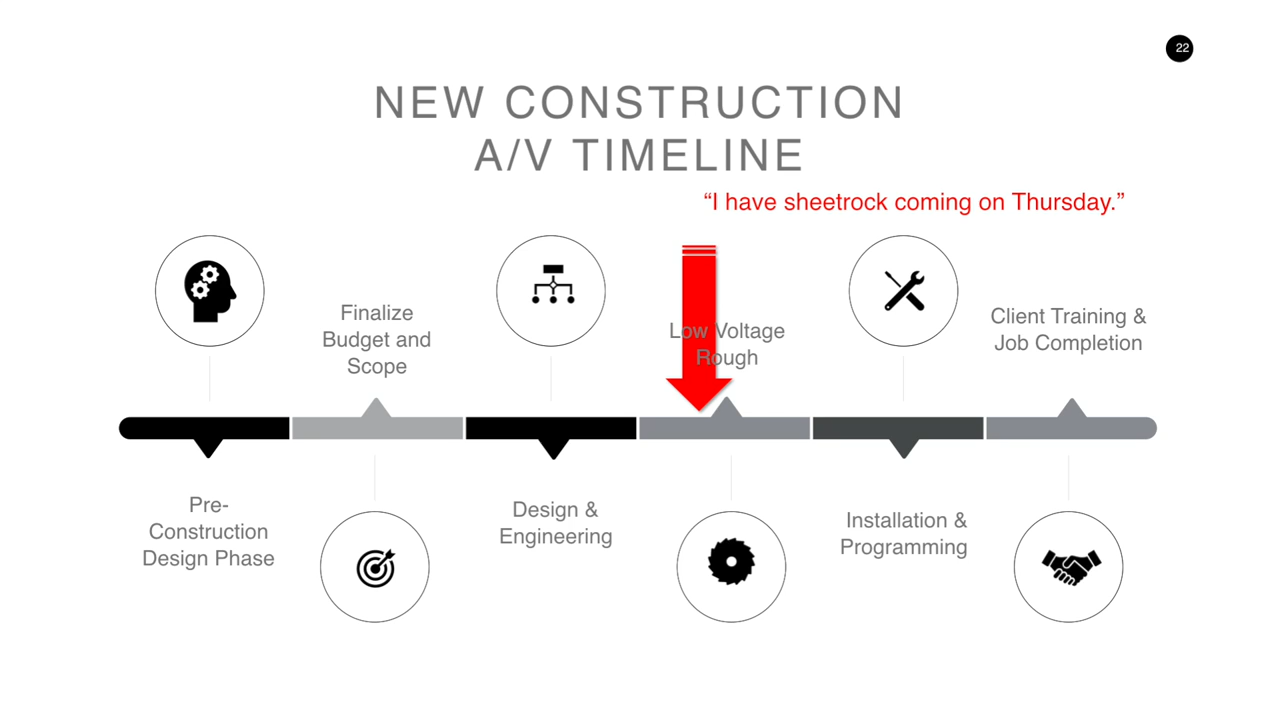 22
NEW CONSTRUCTION
A/V TIMELINE
“I have sheetrock coming on Thursday.”
Finalize
Budget and
Scope
Low Voltage
Rough
Client Training &
Job Completion
Pre-
Construction
Design Phase
Design &
Engineering
Installation &
Programming